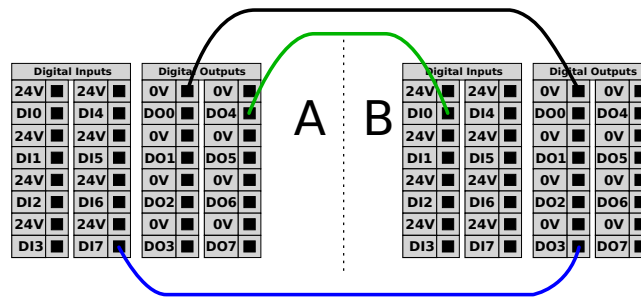 Digital Inputs Digital Outputs Digital Inputs Digital Outputs
24V 24V 0V 0V 24V 24V 0V 0V
DI0 DI4 DO0 DO4 A B DI0 DI4 DO0 DO4
24V 24V 0V 0V 24V 24V 0V 0V
DI1 DI5 DO1 DO5 DI1 DI5 DO1 DO5
24V 24V 0V 0V 24V 24V 0V 0V
DI2 DI6 DO2 DO6 DI2 DI6 DO2 DO6
24V 24V 0V 0V 24V 24V 0V 0V
DI3 DI7 DO3 DO7 DI3 DI7 DO3 DO7